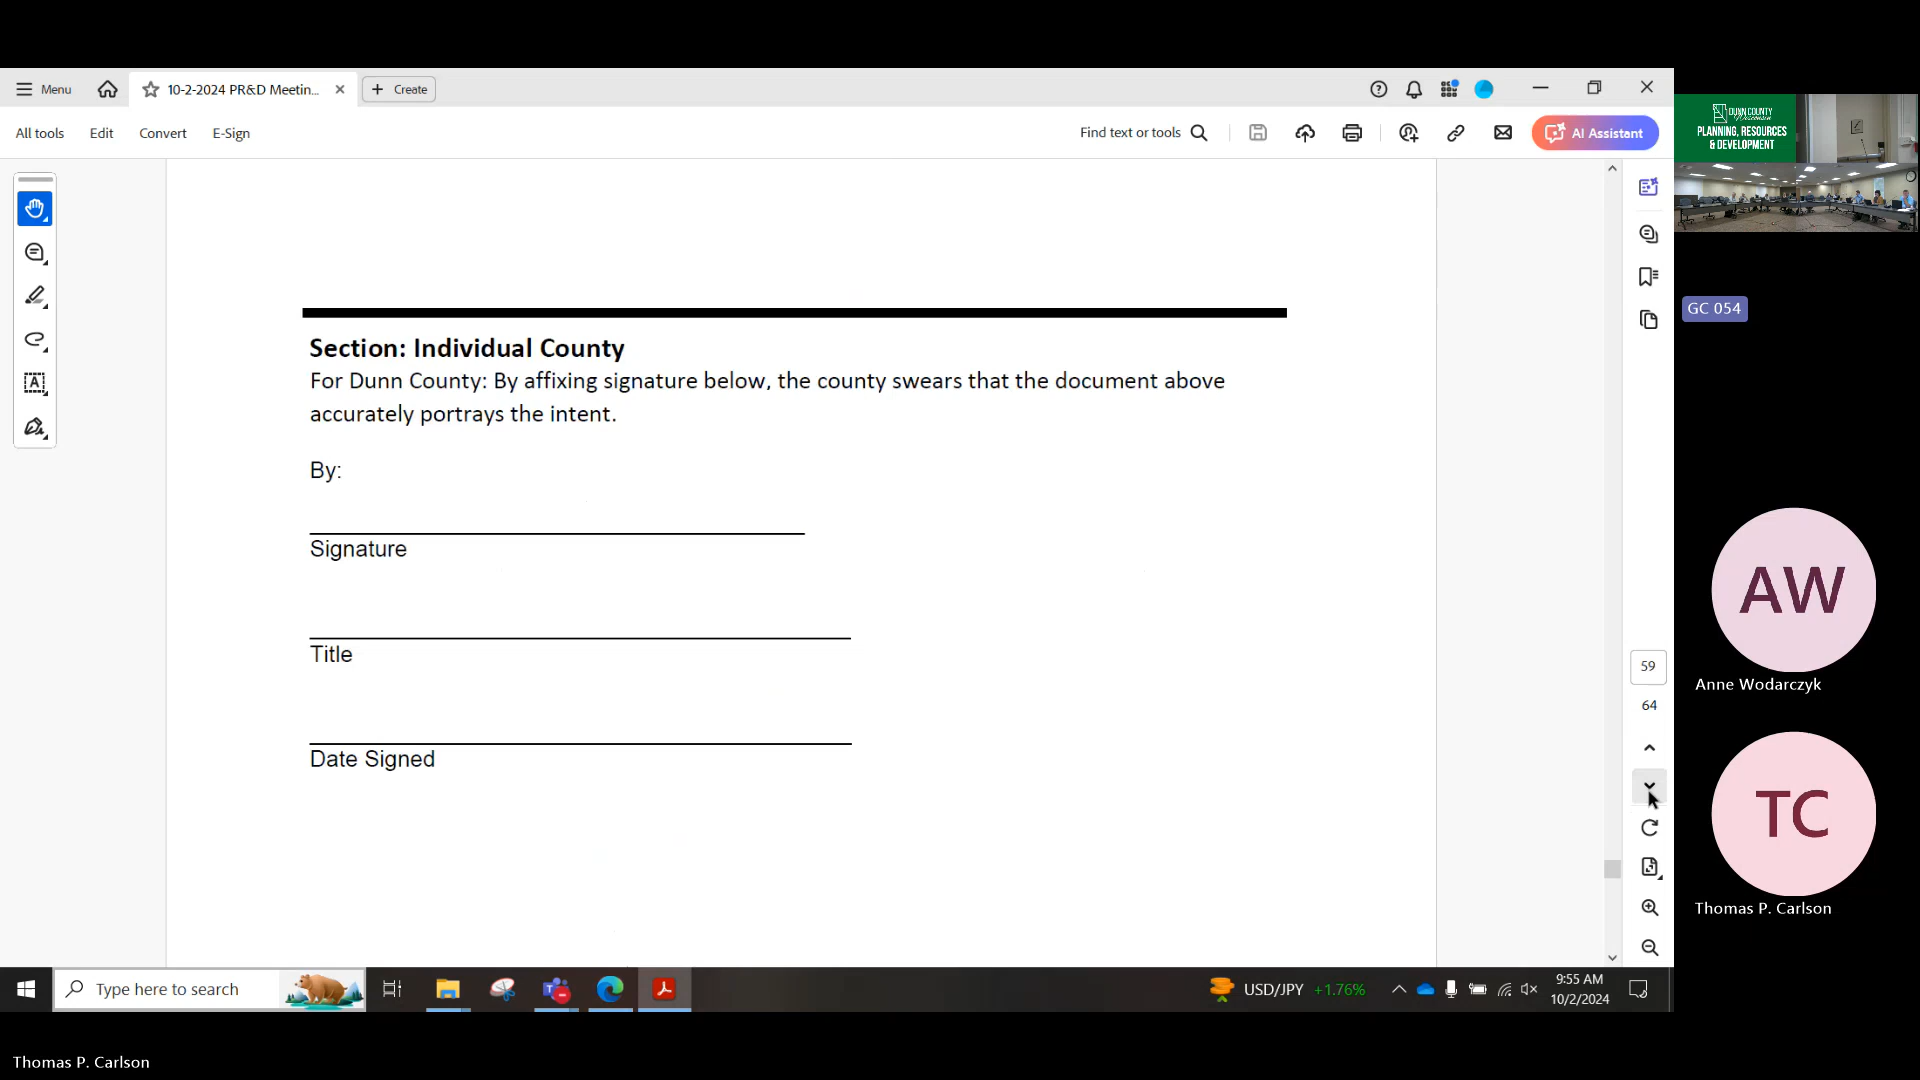 Menu
10-2-2024 PR&D Meetin...
Create
All tools
Edit
Convert
E-Sign
Find text or tools
AI Assistant
DUNN COUNTY
Wisconsin
PLANNING, RESOURCES
& DEVELOPMENT
GC 054
Section: Individual County
For Dunn County: By affixing signature below, the county swears that the document above
accurately portrays the intent.
By:
Signature
Title
Date Signed
59
64
AW
Anne Wodarczyk
TC
Thomas P. Carlson
Type here to search
USD/JPY +1.76%
9:55 AM
10/2/2024
Thomas P. Carlson